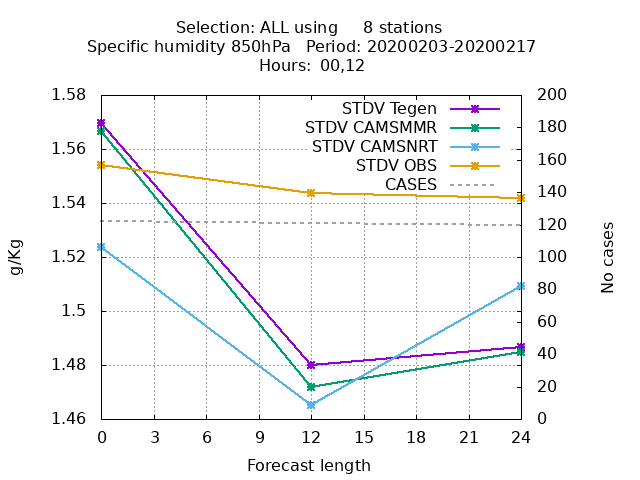 Selection: ALL using     8 stations
Specific humidity 850hPa   Period: 20200203-20200217
Hours:  00,12
1.58
1.56
1.54
1.52
1.5
1.48
1.46
g/Kg
STDV Tegen
STDV CAMSMMR
STDV CAMSNRT
STDV OBS
CASES
200
180
160
140
120
100
80
60
40
20
0
No cases
0 3 6 9 12 15 18 21 24
Forecast length